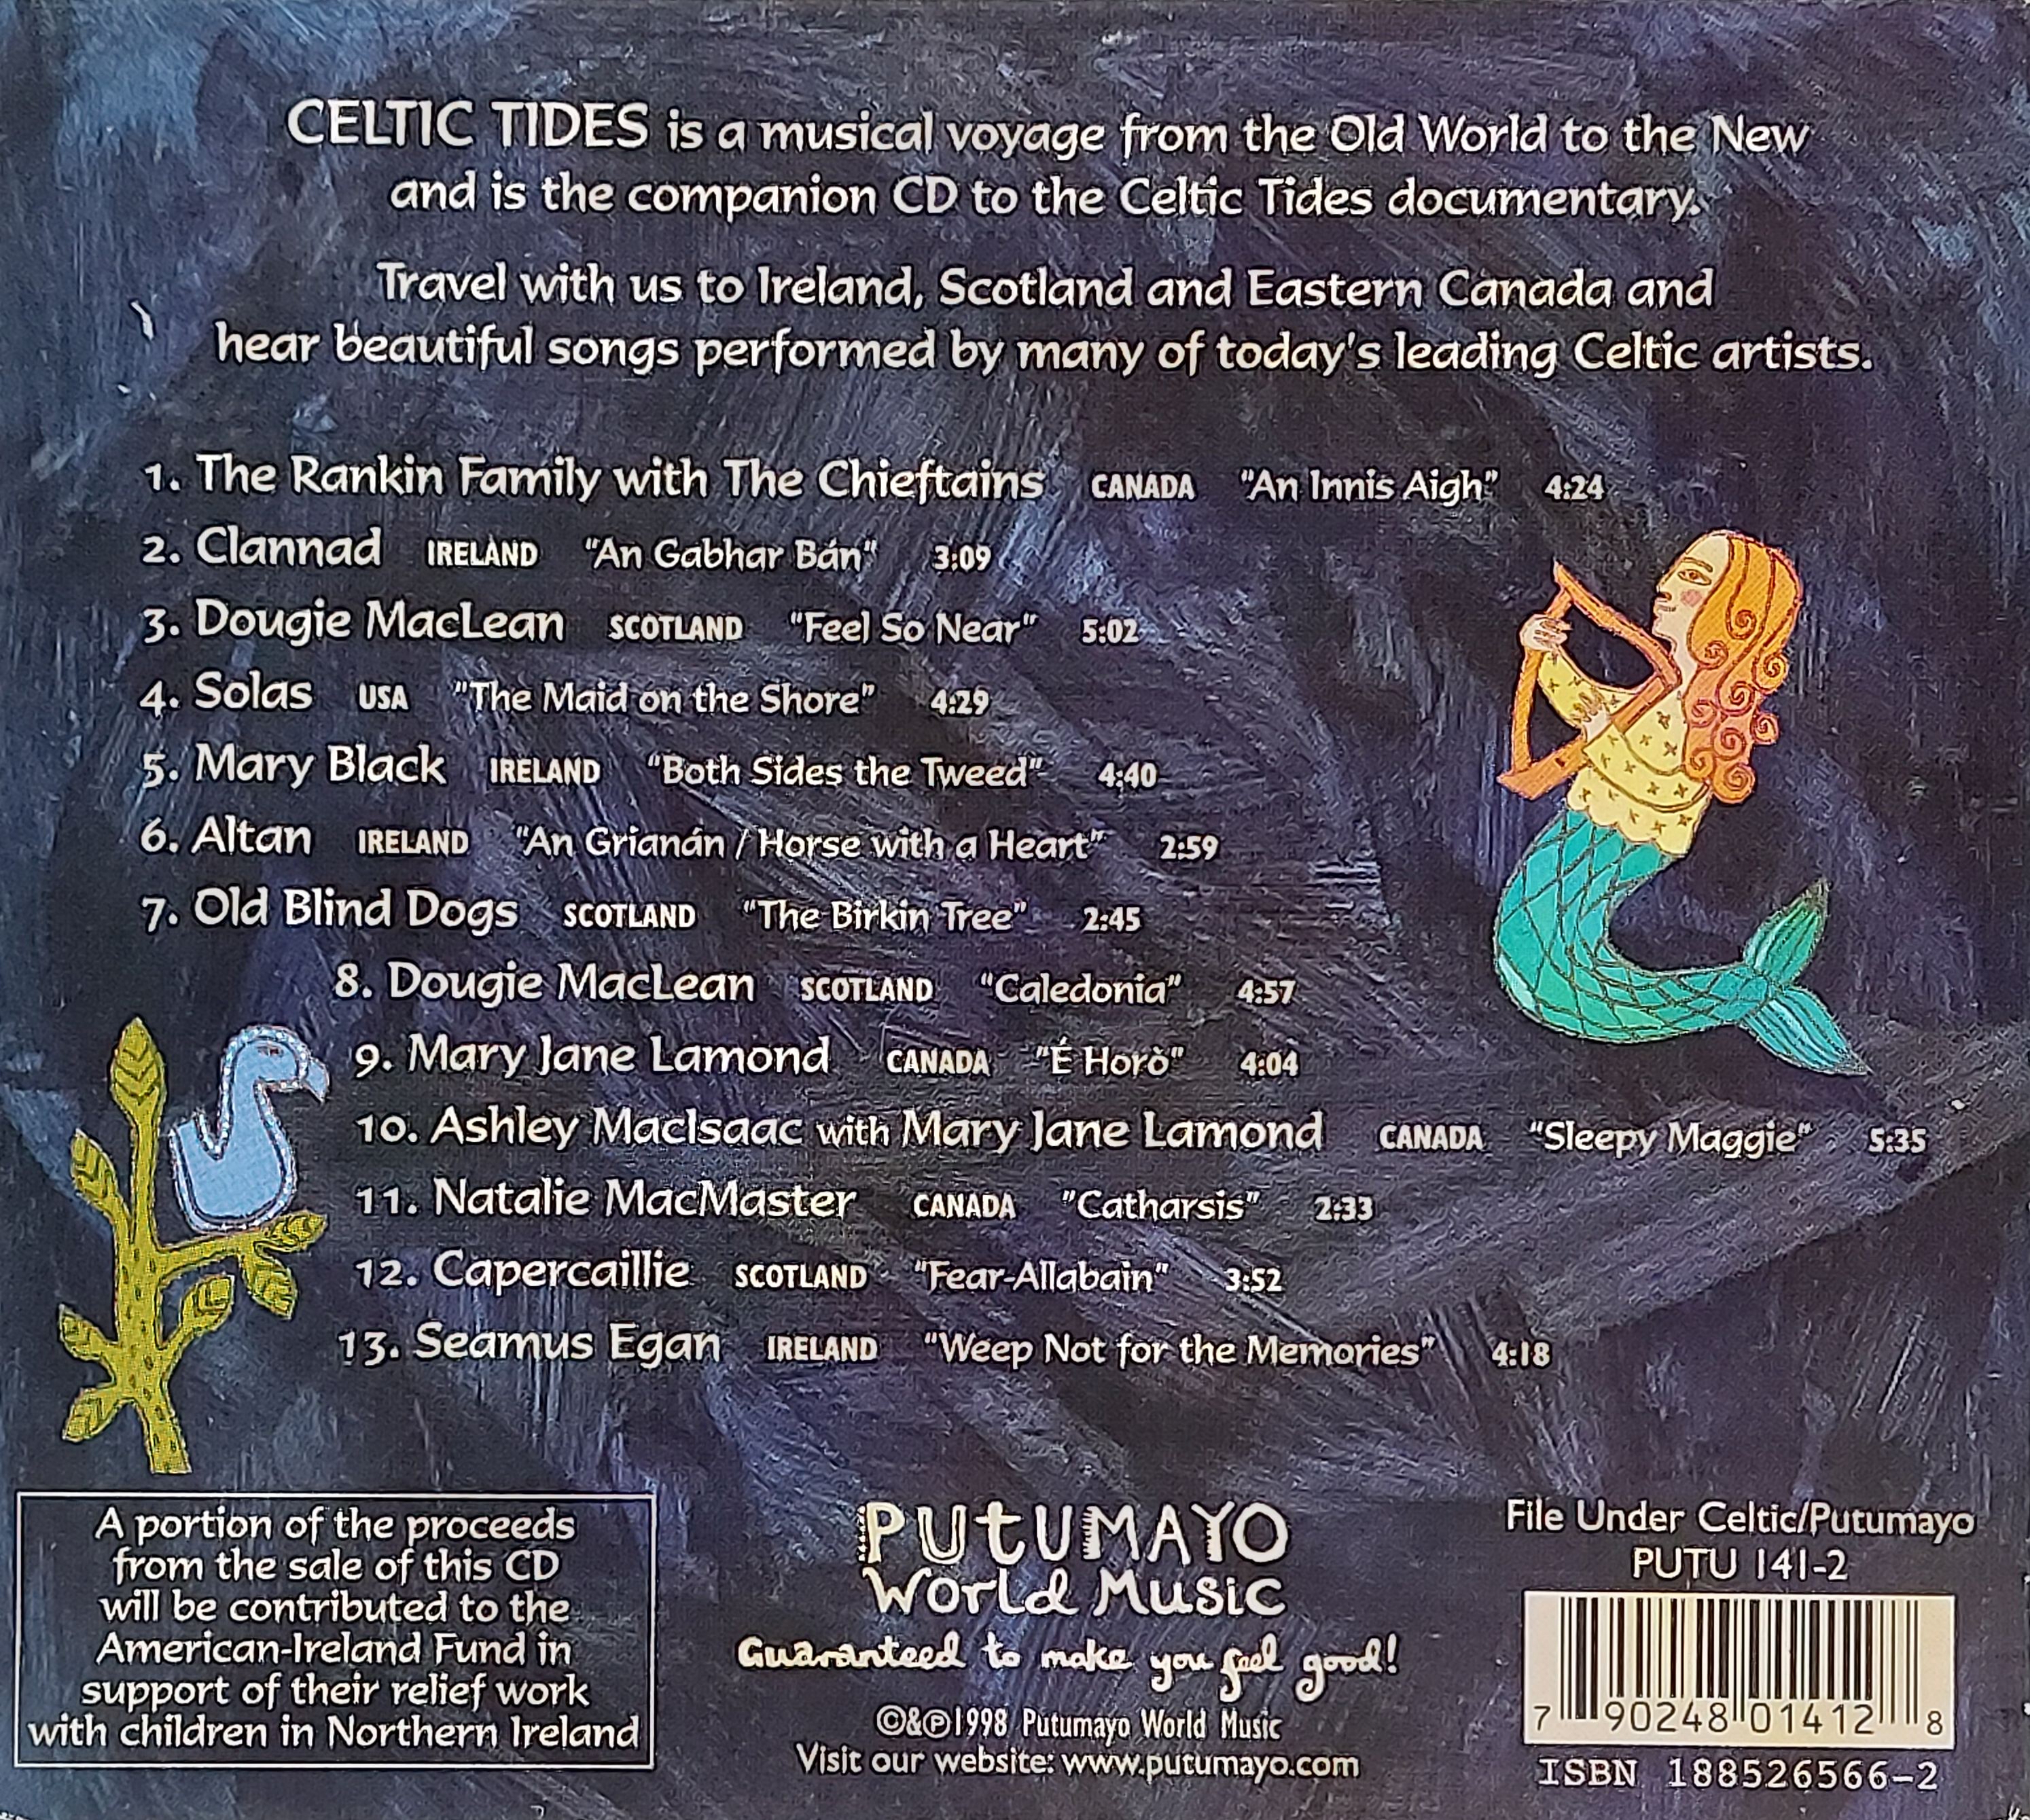 CELTIC TIDES is a musical voyage from the Old World to the New
and is the companion CD to the Celtic Tides documentary.
Travel with us to Ireland, Scotland and Eastern Canada and
hear beautiful songs performed by many of today's leading Celtic artists.
1. The Rankin Family with The Chieftains CANADA "An Innis Aigh" 4:24
2. Clannad IRELAND "An Gabhar Bán" 3:09
3. Dougie MacLean SCOTLAND "Feel So Near" 5:02
4. Solas USA "The Maid on the Shore" 4:29
5. Mary Black IRELAND "Both Sides the Tweed" 4:40
6. Altan IRELAND "An Grianán / Horse with a Heart" 2:59
7. Old Blind Dogs SCOTLAND "The Birkin Tree" 2:45
8. Dougie MacLean SCOTLAND "Caledonia" 4:57
9. Mary Jane Lamond CANADA "É Horò" 4:04
10. Ashley MacIsaac with Mary Jane Lamond CANADA "Sleepy Maggie" 5:35
11. Natalie MacMaster CANADA "Catharsis" 2:33
12. Capercaillie SCOTLAND "Fear-Allabain" 3:52
13. Seamus Egan IRELAND "Weep Not for the Memories" 4:18
A portion of the proceeds
from the sale of this CD
will be contributed to the
American-Ireland Fund in
support of their relief work
with children in Northern Ireland
PUTUMAYO
World Music
Guaranteed to make you feel good!
©&℗1998 Putumayo World Music
Visit our website: www.putumayo.com
File Under Celtic/Putumayo
PUTU 141-2
7 90248 01412 8
ISBN 188526566-2